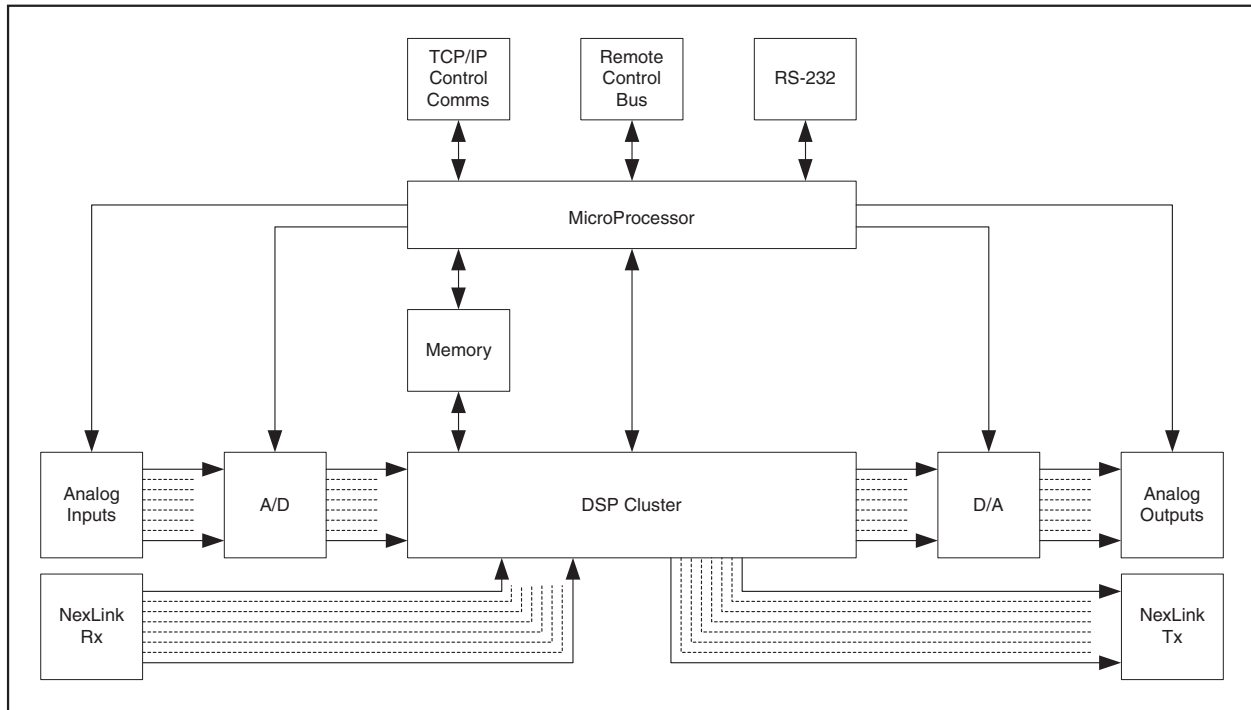 TCP/IP
Control
Comms
Remote
Control
Bus
RS-232
MicroProcessor
Memory
Analog
Inputs
A/D
DSP Cluster
D/A
Analog
Outputs
NexLink
Rx
NexLink
Tx